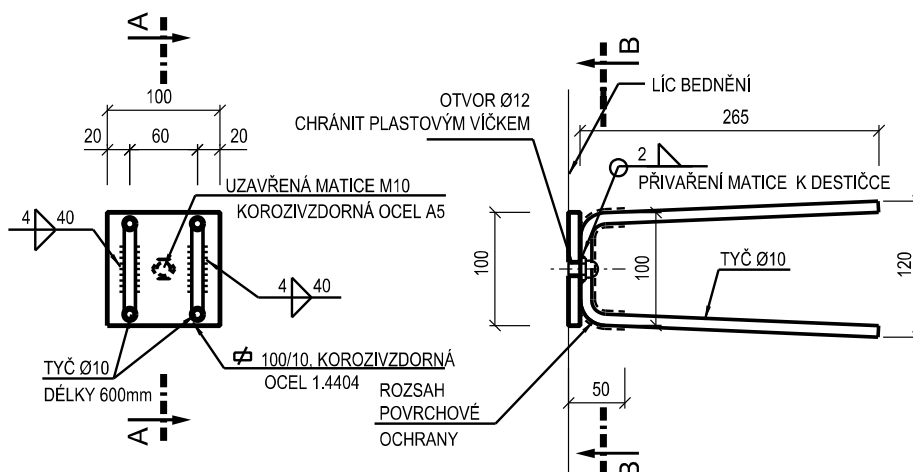 A
100
20
60
20
UZAVŘENÁ MATICE M10
KOROZIVZDORNÁ OCEL A5
4
40
4
40
TYČ Ø10
DÉLKY 600mm
100/10, KOROZIVZDORNÁ
OCEL 1.4404
A
B
LÍC BEDNĚNÍ
OTVOR Ø12
CHRÁNIT PLASTOVÝM VÍČKEM
265
2
PŘIVAŘENÍ MATICE K DESTIČCE
100
100
TYČ Ø10
120
50
ROZSAH
POVRCHOVÉ
OCHRANY
B